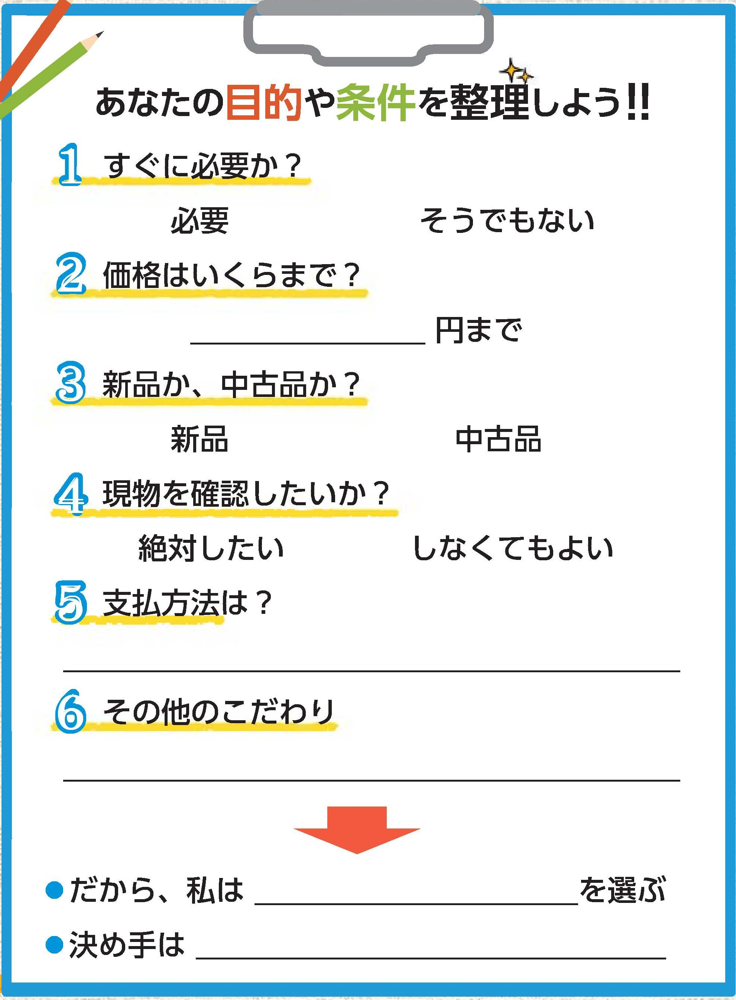 あなたの目的や条件を整理しよう!!
1 すぐに必要か？
必要 そうでもない
2 価格はいくらまで？
円まで
3 新品か、中古品か？
新品 中古品
4 現物を確認したいか？
絶対したい しなくてもよい
5 支払方法は？
6 その他のこだわり
●だから、私は を選ぶ
●決め手は